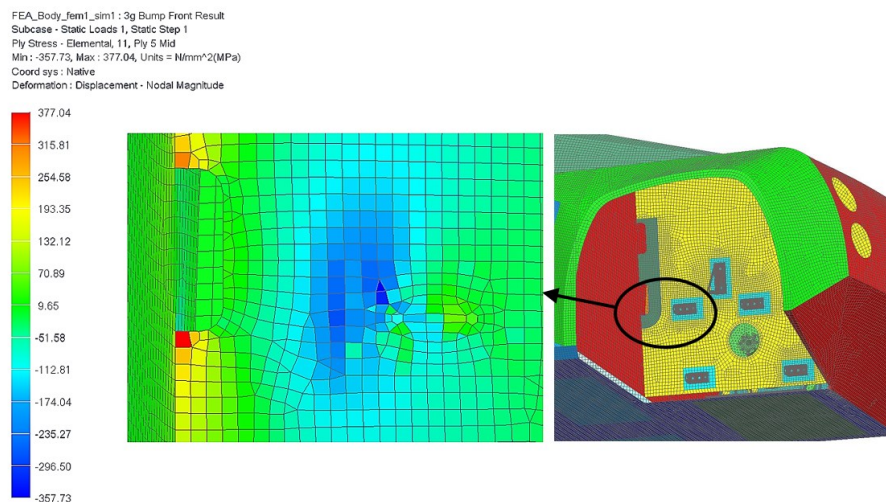 FEA_Body_fem1_sim1 : 3g Bump Front Result
Subcase - Static Loads 1, Static Step 1
Ply Stress - Elemental, 11, Ply 5 Mid
Min : -357.73, Max : 377.04, Units = N/mm^2(MPa)
Coord sys : Native
Deformation : Displacement - Nodal Magnitude
377.04
315.81
254.58
193.35
132.12
70.89
9.65
-51.58
-112.81
-174.04
-235.27
-296.50
-357.73